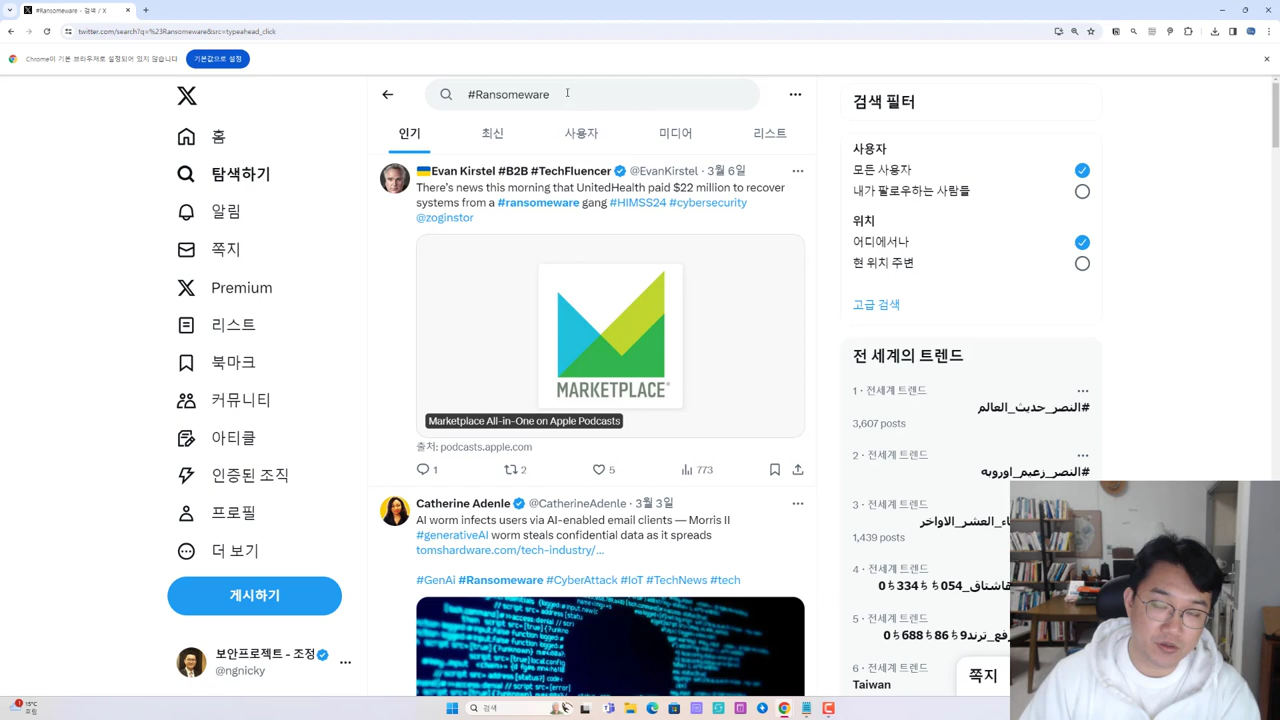 #Ransomeware - 검색 / X
twitter.com/search?q=%23Ransomeware&src=typeahead_click
Chrome이 기본 브라우저로 설정되어 있지 않습니다
기본값으로 설정
홈
탐색하기
알림
쪽지
Premium
리스트
북마크
커뮤니티
아티클
인증된 조직
프로필
더 보기
게시하기
보안프로젝트 - 조정
@ngnicky
#Ransomeware
인기
최신
사용자
미디어
리스트
Evan Kirstel #B2B #TechFluencer @EvanKirstel · 3월 6일
There's news this morning that UnitedHealth paid $22 million to recover
systems from a #ransomeware gang #HIMSS24 #cybersecurity
@zoginstor
MARKETPLACE
Marketplace All-in-One on Apple Podcasts
출처: podcasts.apple.com
1
2
5
773
Catherine Adenle @CatherineAdenle · 3월 3일
AI worm infects users via AI-enabled email clients — Morris II
#generativeAI worm steals confidential data as it spreads
tomshardware.com/tech-industry/...
#GenAi #Ransomeware #CyberAttack #IoT #TechNews #tech
검색 필터
사용자
모든 사용자
내가 팔로우하는 사람들
위치
어디에서나
현 위치 주변
고급 검색
전 세계의 트렌드
1 · 전세계 트렌드
#النصر_حديث_العالم
3,607 posts
2 · 전세계 트렌드
#النصر_زعيم_اوروبه
3 · 전세계 트렌드
1,439 posts
4 · 전세계 트렌드
5 · 전세계 트렌드
6 · 전세계 트렌드
Taiwan
쪽지
15°C
검색